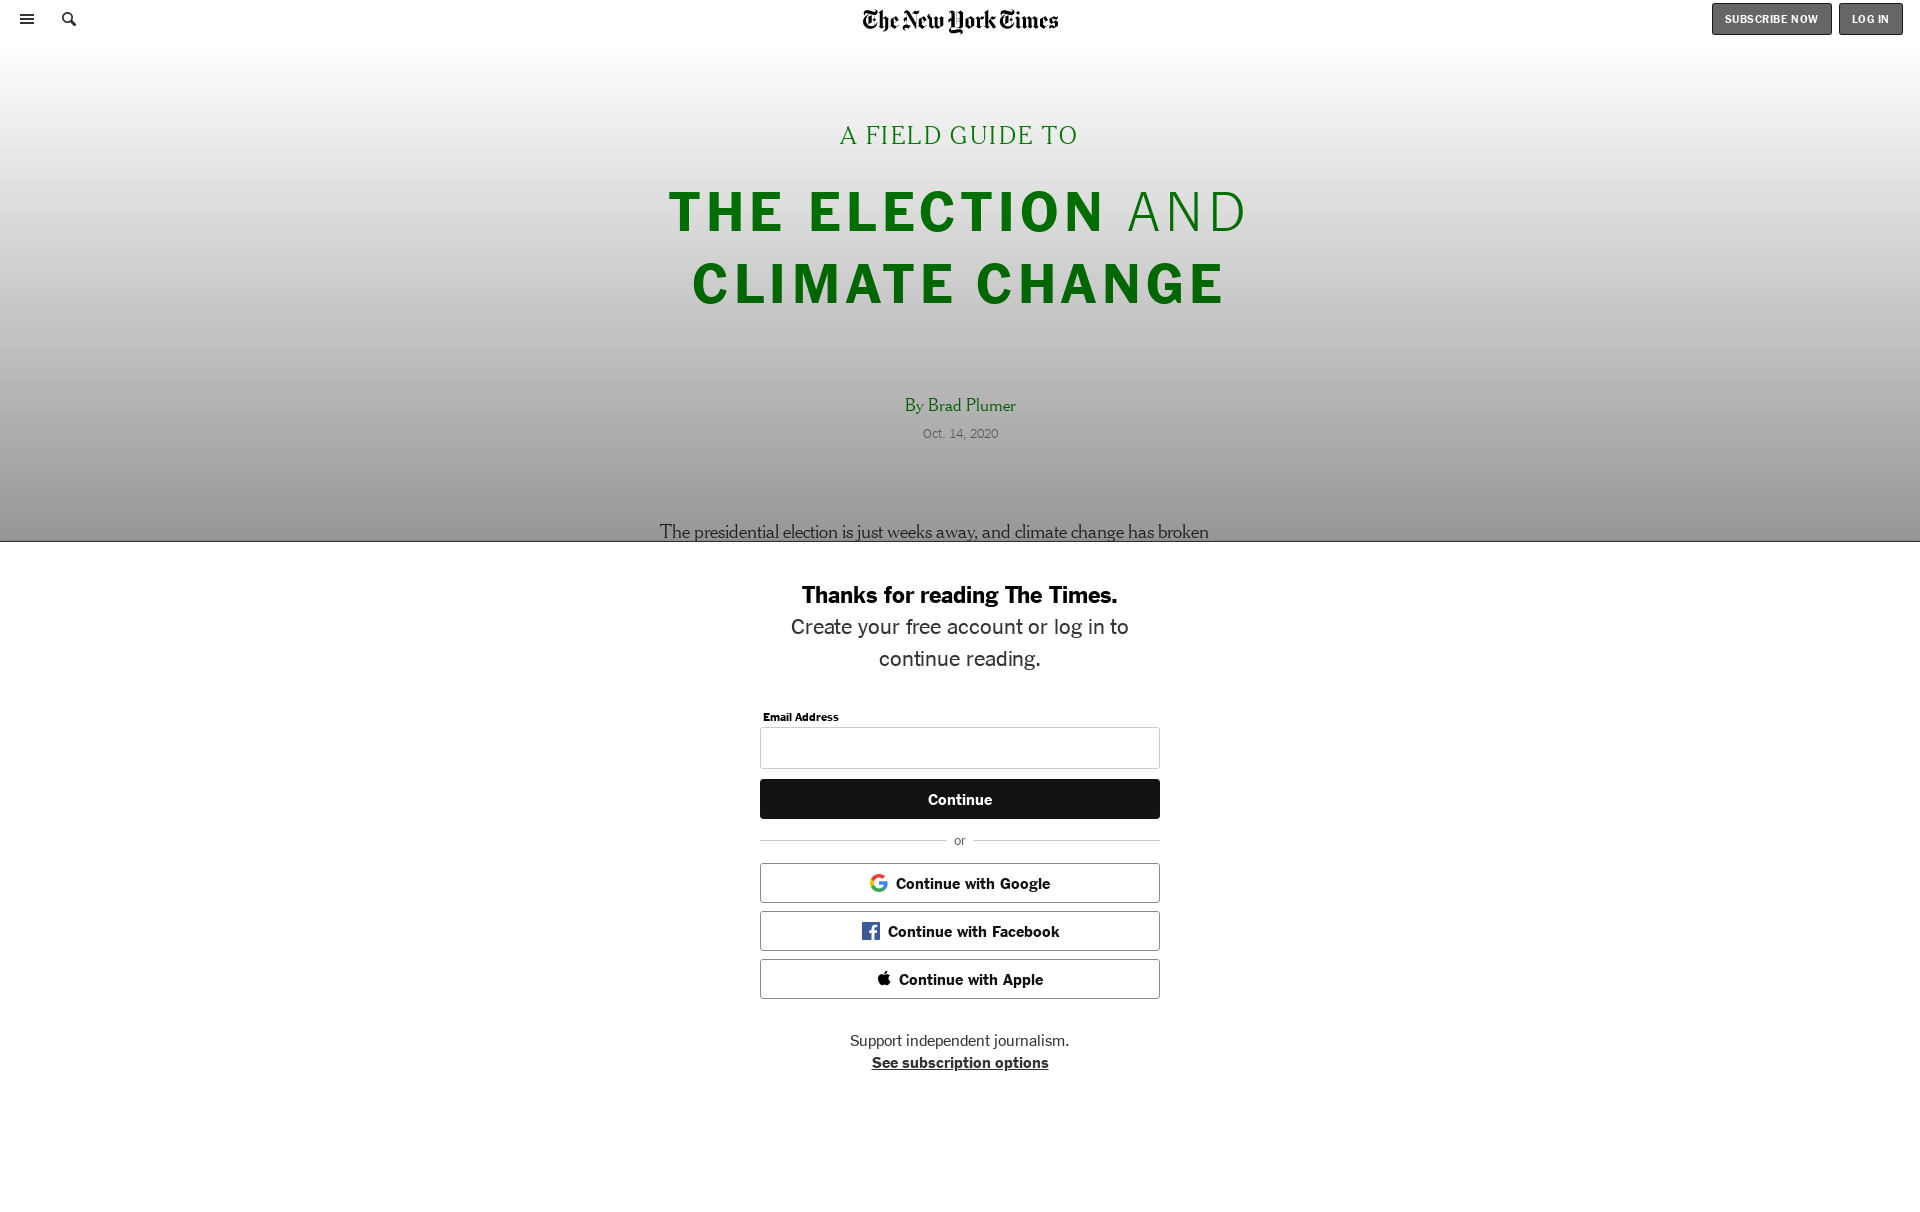 The New York Times
SUBSCRIBE NOW
LOG IN
A FIELD GUIDE TO
THE ELECTION AND
CLIMATE CHANGE
By Brad Plumer
Oct. 14, 2020
The presidential election is just weeks away, and climate change has broken
Thanks for reading The Times.
Create your free account or log in to
continue reading.
Email Address
Continue
or
Continue with Google
Continue with Facebook
Continue with Apple
Support independent journalism.
See subscription options